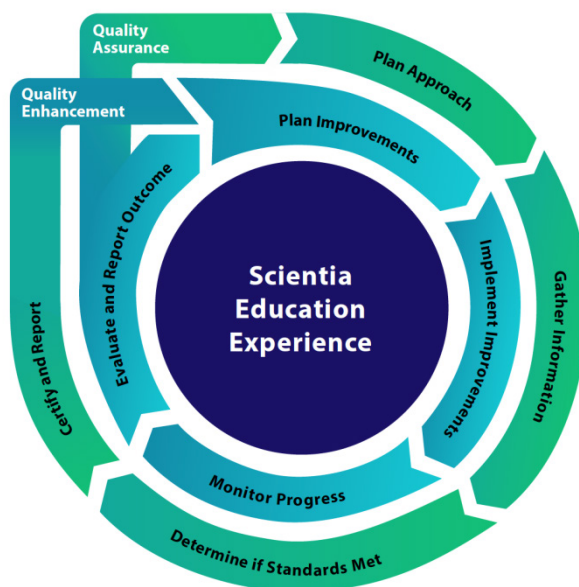 Quality
Assurance
Plan Approach
Gather Information
Determine if Standards Met
Certify and Report
Quality
Enhancement
Plan Improvements
Implement Improvements
Monitor Progress
Evaluate and Report Outcome
Scientia
Education
Experience